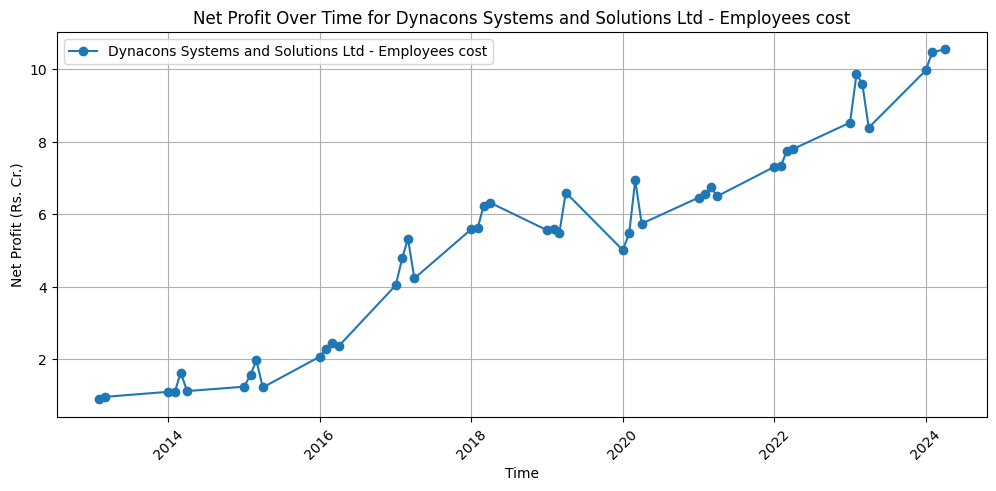 Net Profit Over Time for Dynacons Systems and Solutions Ltd - Employees cost
Dynacons Systems and Solutions Ltd - Employees cost
Net Profit (Rs. Cr.)
10
8
6
4
2
2014
2016
2018
2020
2022
2024
Time